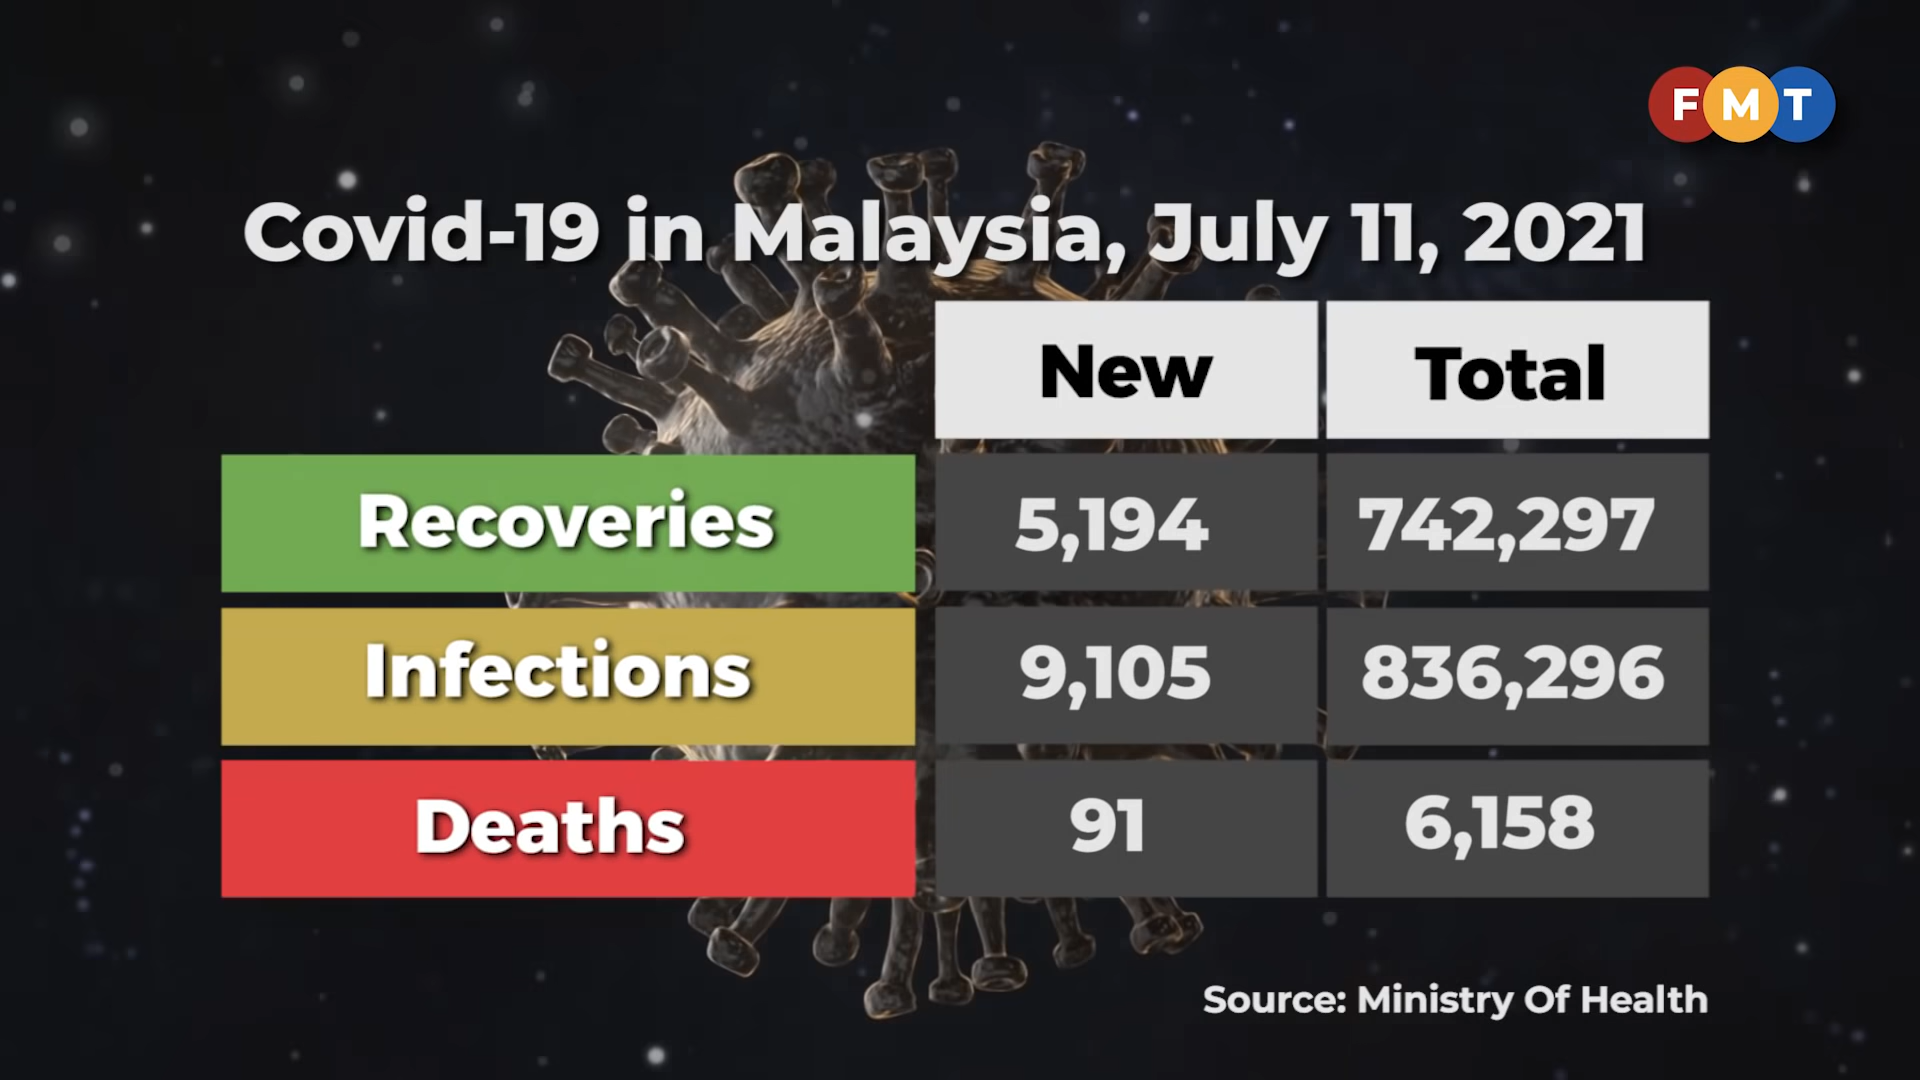 FMT
Covid-19 in Malaysia, July 11, 2021
New Total
Recoveries 5,194 742,297
Infections 9,105 836,296
Deaths 91 6,158
Source: Ministry Of Health